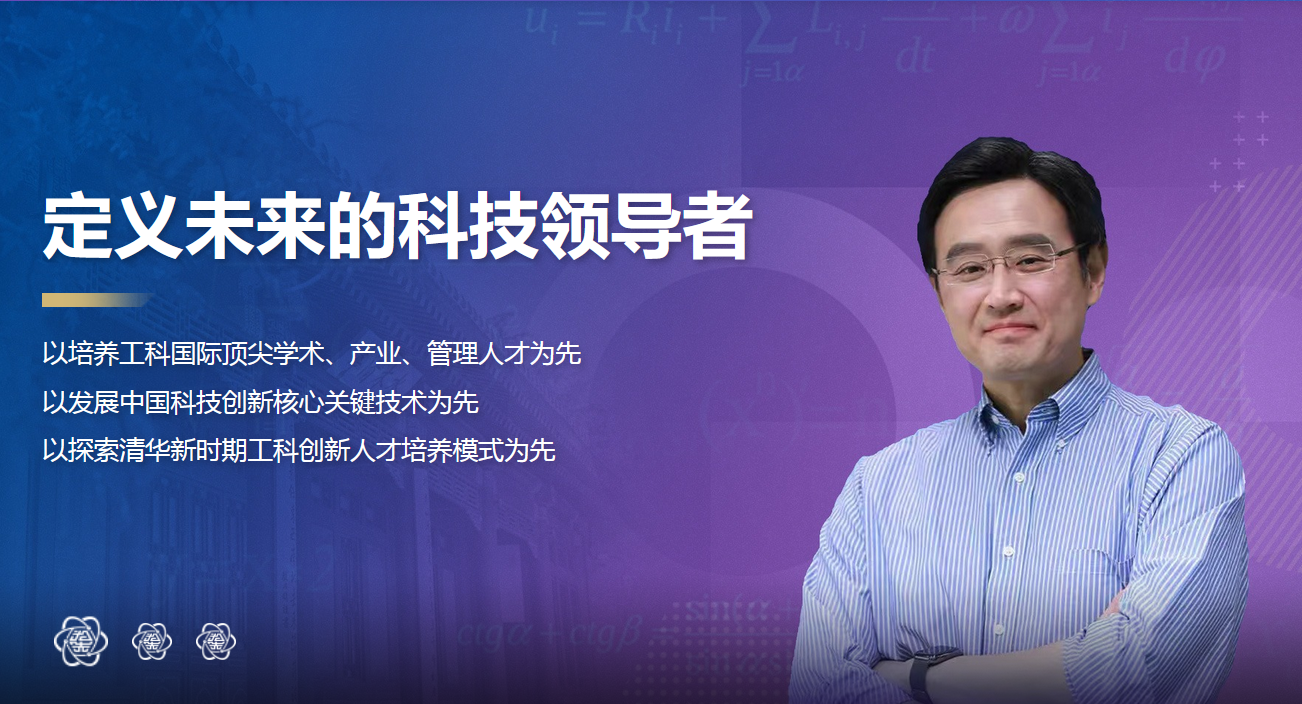 定义未来的科技领导者
以培养工科国际顶尖学术、产业、管理人才为先
以发展中国科技创新核心关键技术为先
以探索清华新时期工科创新人才培养模式为先